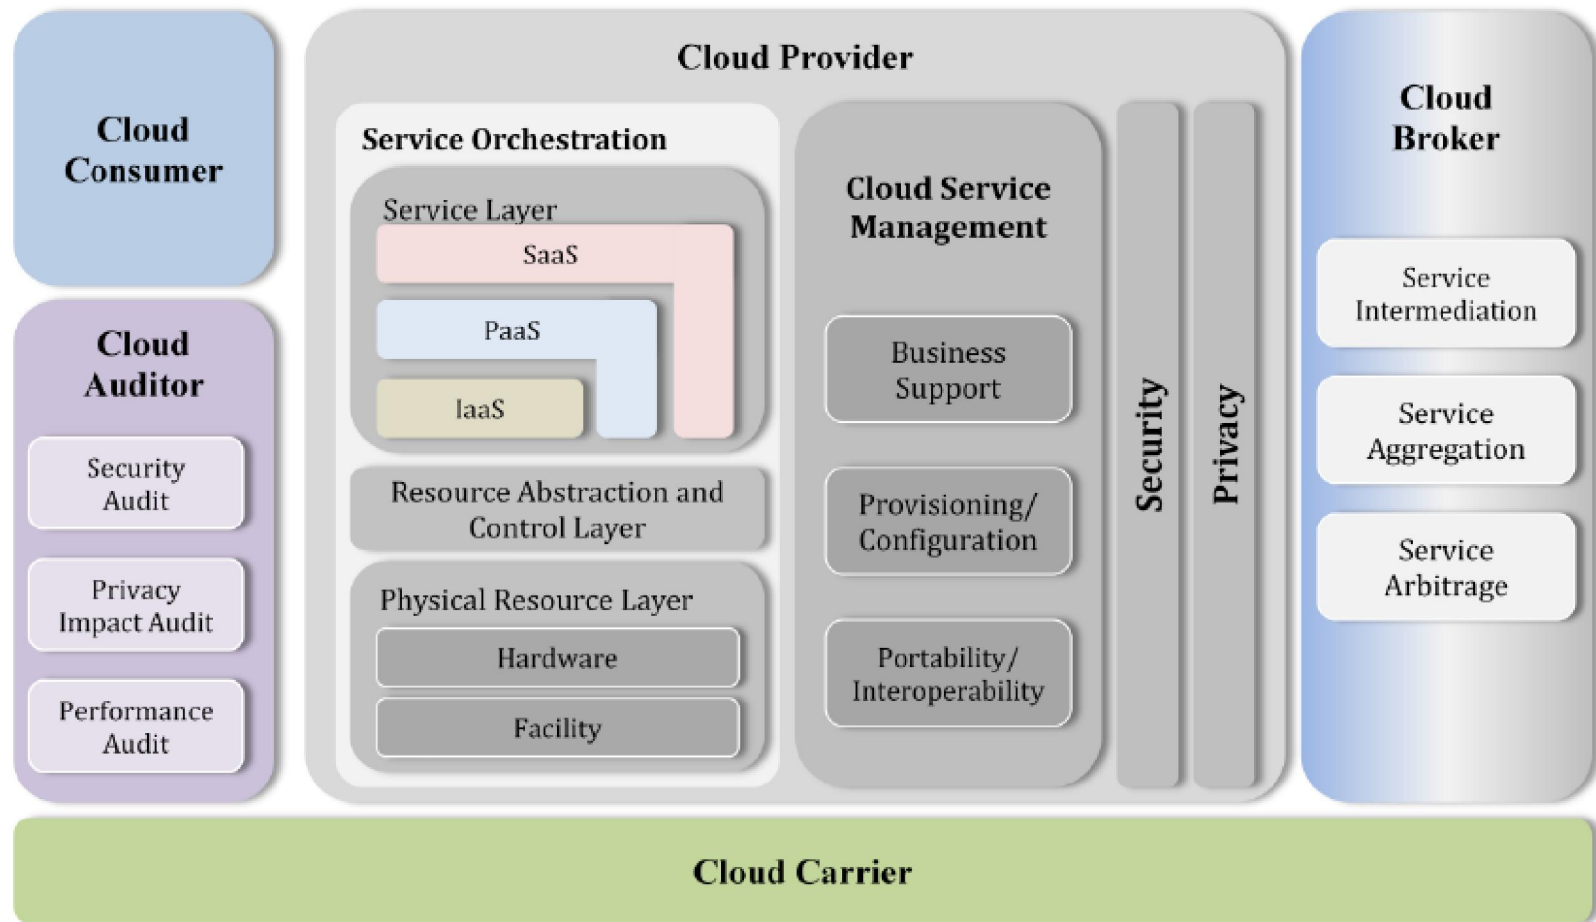 Cloud
Consumer
Cloud
Auditor
Security
Audit
Privacy
Impact Audit
Performance
Audit
Cloud Provider
Service Orchestration
Service Layer
SaaS
PaaS
IaaS
Resource Abstraction and
Control Layer
Physical Resource Layer
Hardware
Facility
Cloud Service
Management
Business
Support
Provisioning/
Configuration
Portability/
Interoperability
Security
Privacy
Cloud
Broker
Service
Intermediation
Service
Aggregation
Service
Arbitrage
Cloud Carrier